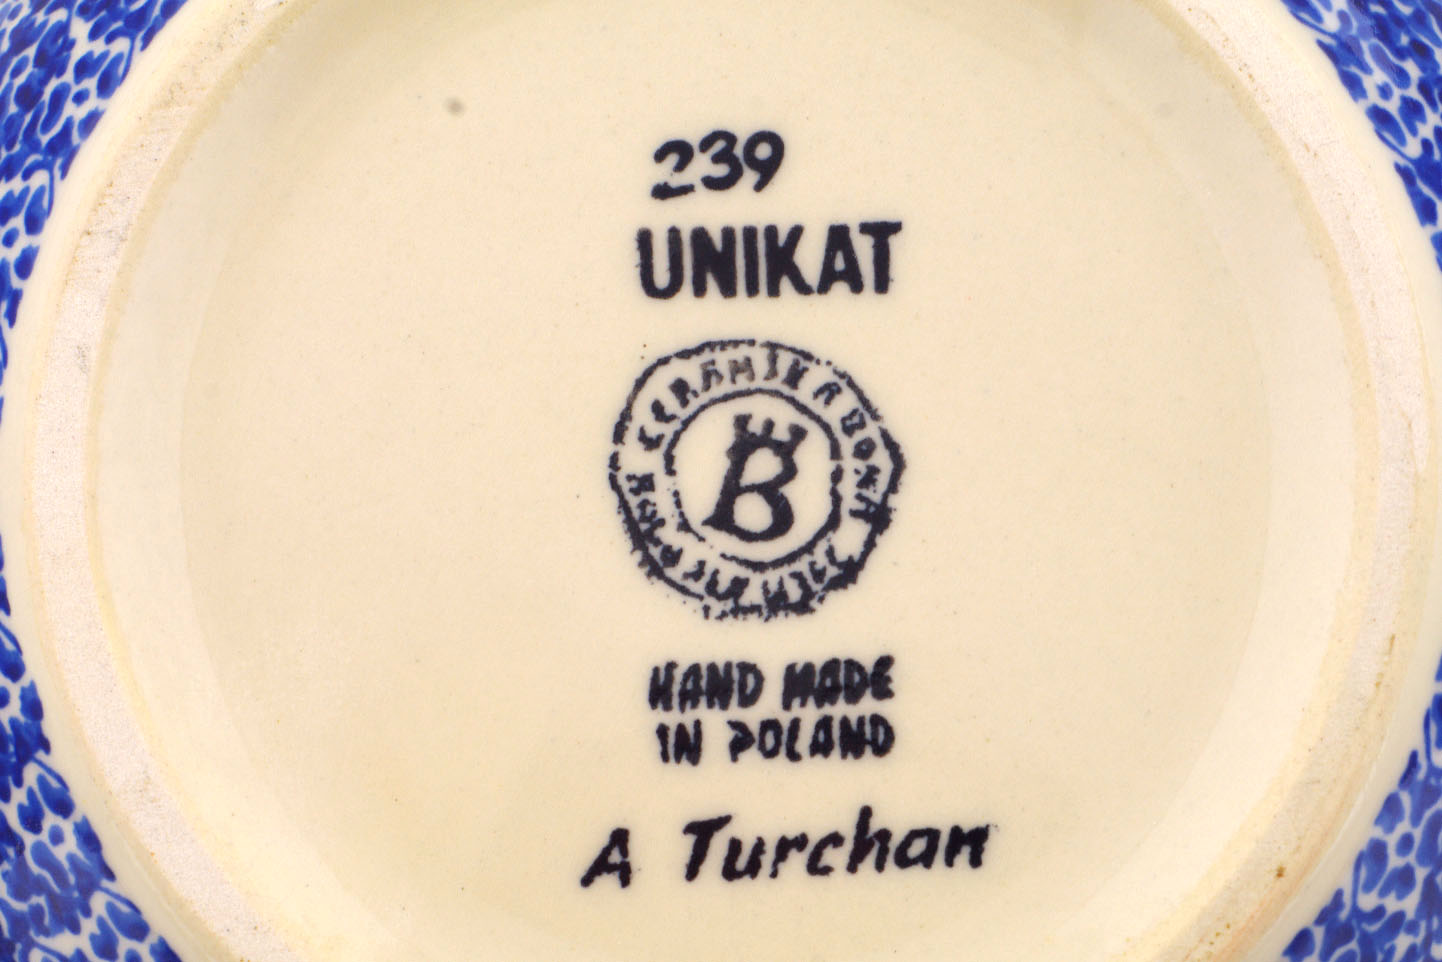 239
UNIKAT
CERAMIKA BONA
B
HAND MADE
IN POLAND
A Turchan